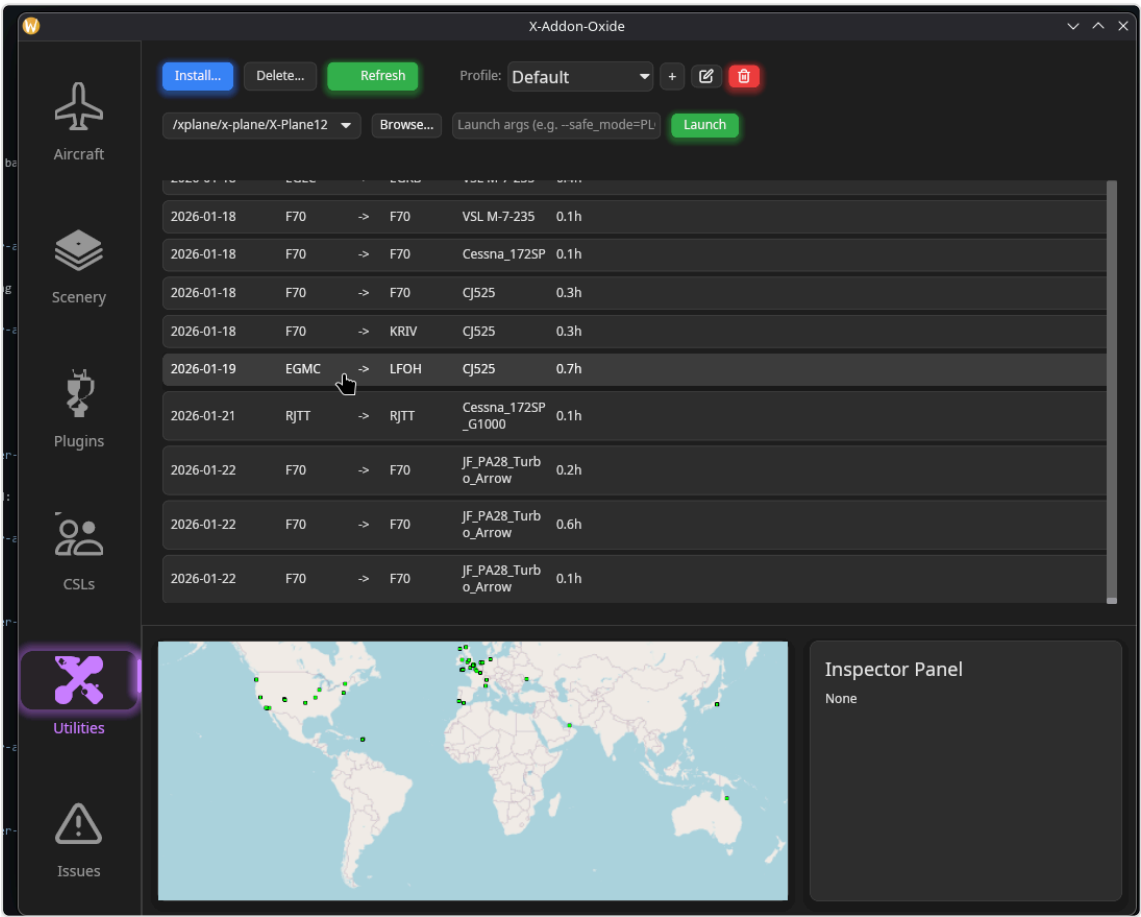 X-Addon-Oxide
Install... Delete... Refresh Profile: Default +
/xplane/x-plane/X-Plane12 Browse... Launch args (e.g. --safe_mode=PL Launch
Aircraft
Scenery
Plugins
CSLs
Utilities
Issues
2026-01-18 F70 -> F70 VSL M-7-235 0.1h
2026-01-18 F70 -> F70 Cessna_172SP 0.1h
2026-01-18 F70 -> F70 CJ525 0.3h
2026-01-18 F70 -> KRIV CJ525 0.3h
2026-01-19 EGMC -> LFOH CJ525 0.7h
2026-01-21 RJTT -> RJTT Cessna_172SP
_G1000 0.1h
2026-01-22 F70 -> F70 JF_PA28_Turb
o_Arrow 0.2h
2026-01-22 F70 -> F70 JF_PA28_Turb
o_Arrow 0.6h
2026-01-22 F70 -> F70 JF_PA28_Turb
o_Arrow 0.1h
Inspector Panel
None